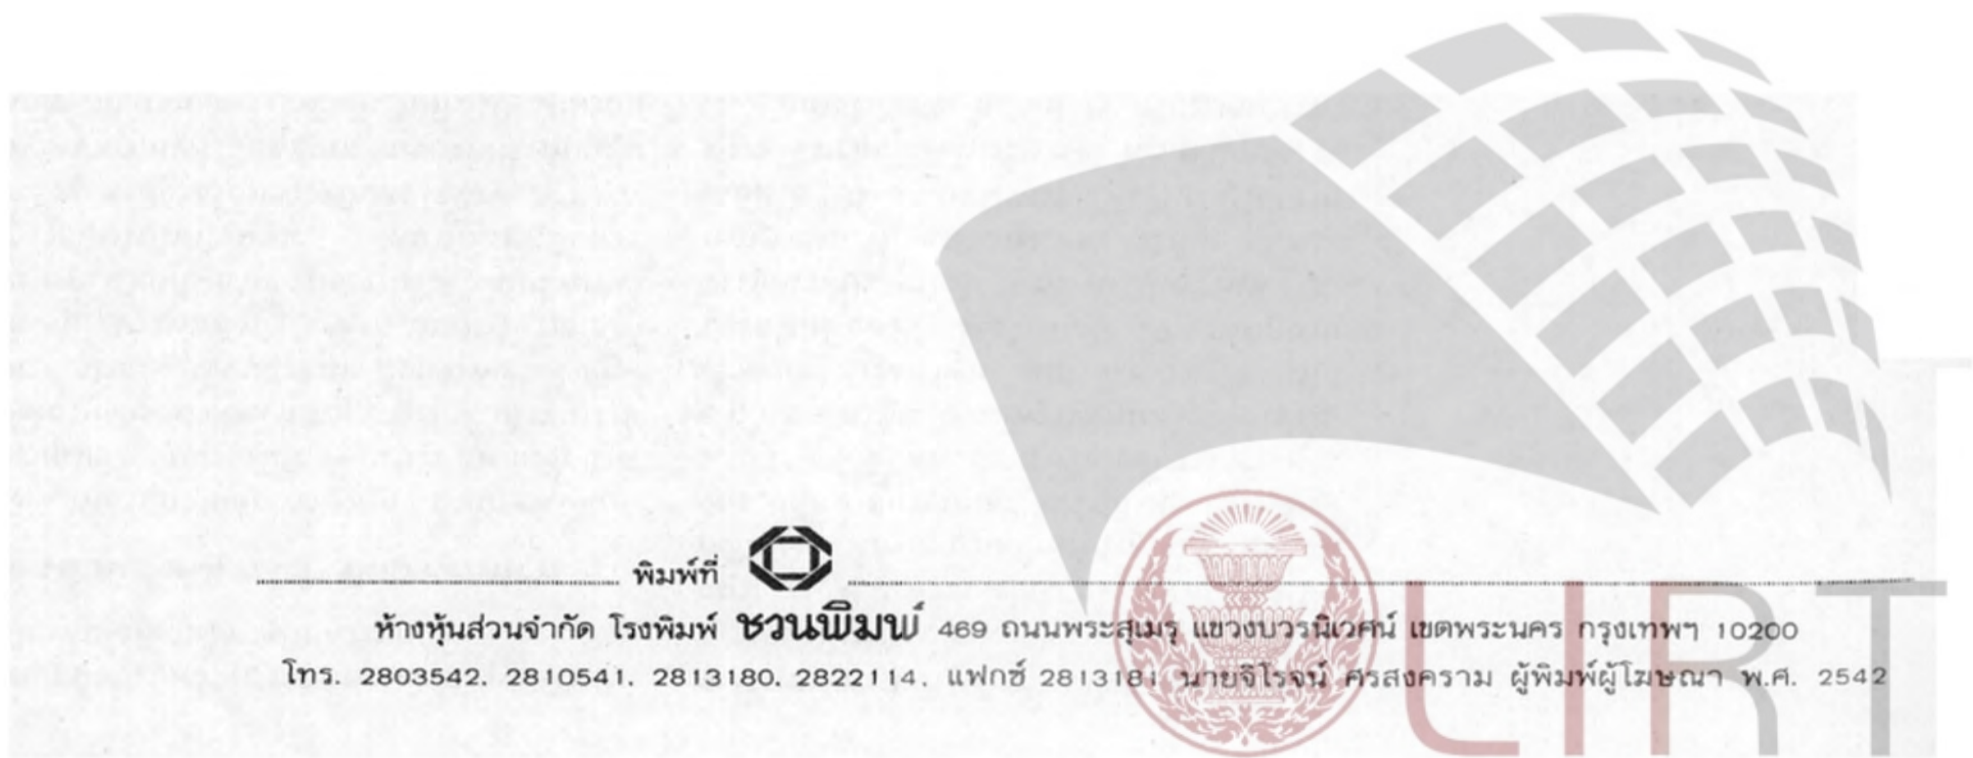 พิมพ์ที่
ห้างหุ้นส่วนจำกัด โรงพิมพ์ ชวนพิมพ์ 469 ถนนพระสุเมรุ แขวงบวรนิเวศน์ เขตพระนคร กรุงเทพฯ 10200
โทร. 2803542. 2810541. 2813180. 2822114. แฟกซ์ 2813181 นายจิโรจน์ ศรสงคราม ผู้พิมพ์ผู้โฆษณา พ.ศ. 2542
LIRT